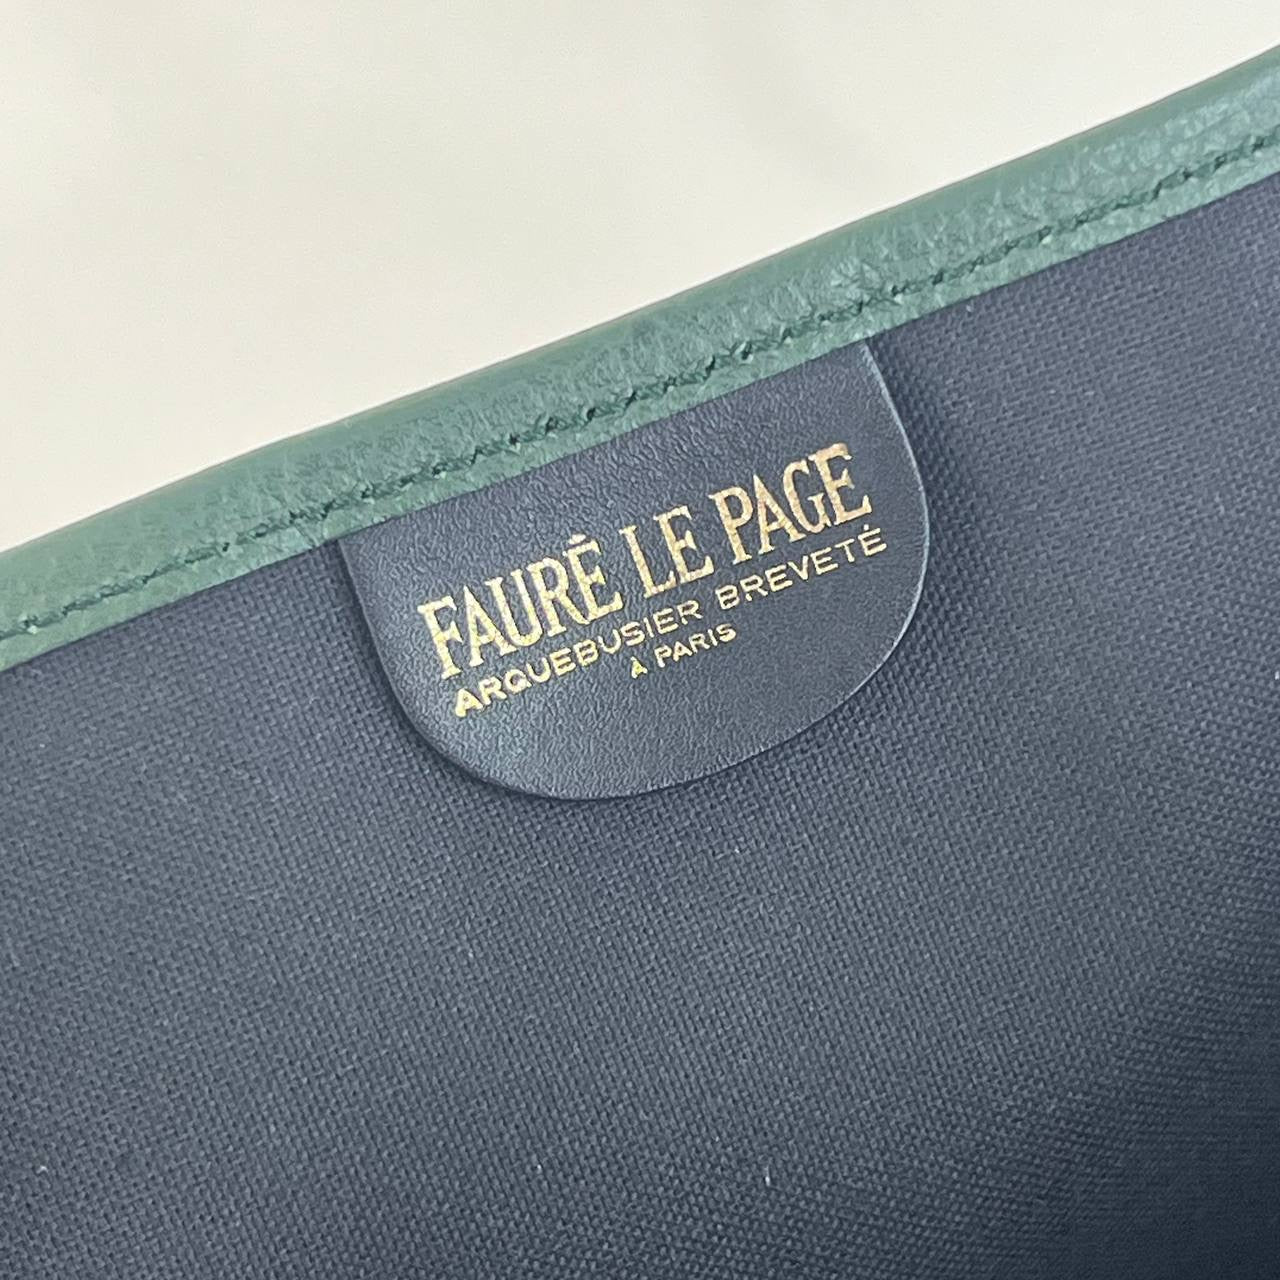 FAURÉ LE PAGE
ARQUEBUSIER BREVETÉ
À PARIS